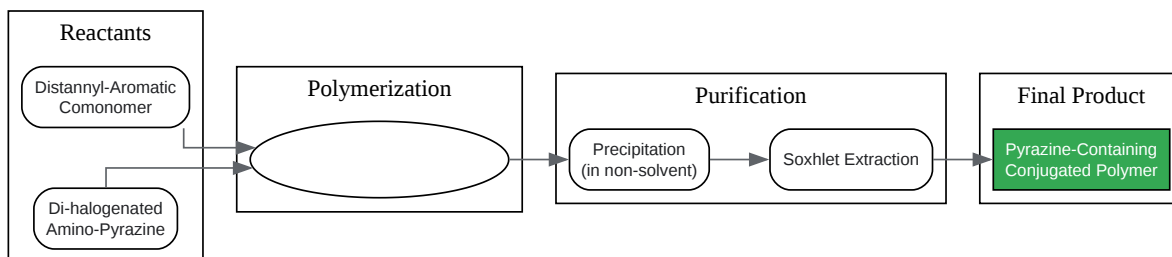 Reactants
Distannyl-Aromatic
Comonomer
Di-halogenated
Amino-Pyrazine
Polymerization
Purification
Precipitation
(in non-solvent)
Soxhlet Extraction
Final Product
Pyrazine-Containing
Conjugated Polymer